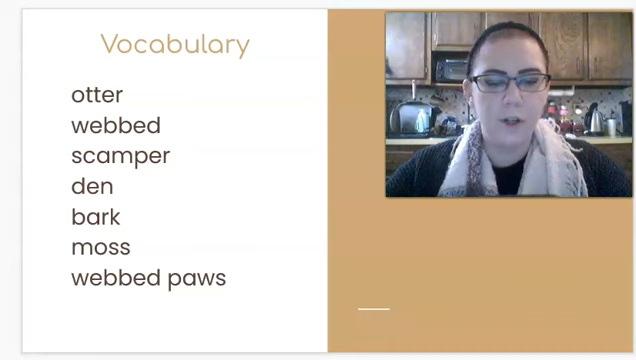 Vocabulary
otter
webbed
scamper
den
bark
moss
webbed paws